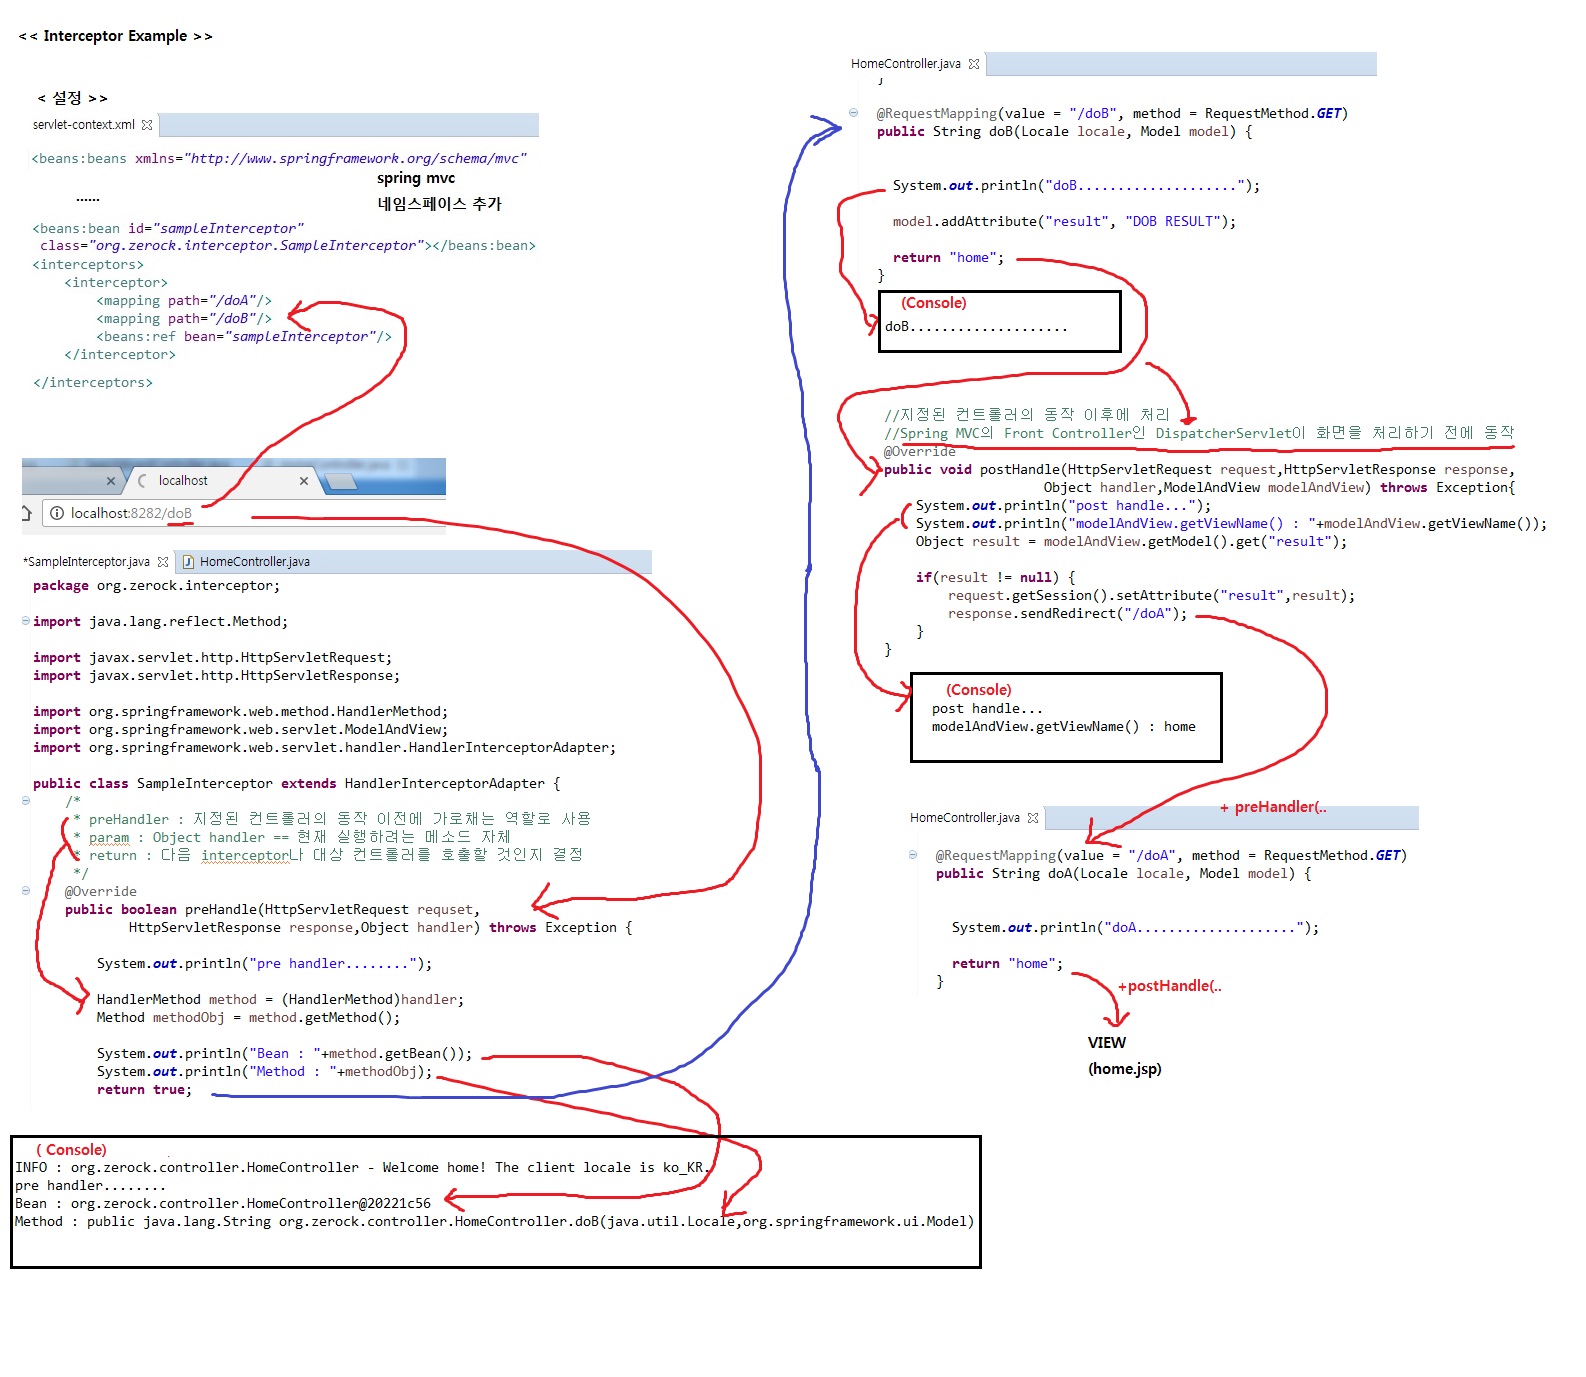 << Interceptor Example >>
< 설정 >>
servlet-context.xml
<beans:beans xmlns="http://www.springframework.org/schema/mvc"
spring mvc
......
네임스페이스 추가
<beans:bean id="sampleInterceptor"
class="org.zerock.interceptor.SampleInterceptor"></beans:bean>
<interceptors>
<interceptor>
<mapping path="/doA"/>
<mapping path="/doB"/>
<beans:ref bean="sampleInterceptor"/>
</interceptor>
</interceptors>
localhost
localhost:8282/doB
*SampleInterceptor.java HomeController.java
package org.zerock.interceptor;
import java.lang.reflect.Method;
import javax.servlet.http.HttpServletRequest;
import javax.servlet.http.HttpServletResponse;
import org.springframework.web.method.HandlerMethod;
import org.springframework.web.servlet.ModelAndView;
import org.springframework.web.servlet.handler.HandlerInterceptorAdapter;
public class SampleInterceptor extends HandlerInterceptorAdapter {
/*
* preHandler : 지정된 컨트롤러의 동작 이전에 가로채는 역할로 사용
* param : Object handler == 현재 실행하려는 메소드 자체
* return : 다음 interceptor나 대상 컨트롤러를 호출할 것인지 결정
*/
@Override
public boolean preHandle(HttpServletRequest requset,
HttpServletResponse response,Object handler) throws Exception {
System.out.println("pre handler........");
HandlerMethod method = (HandlerMethod)handler;
Method methodObj = method.getMethod();
System.out.println("Bean : "+method.getBean());
System.out.println("Method : "+methodObj);
return true;
( Console)
INFO : org.zerock.controller.HomeController - Welcome home! The client locale is ko_KR.
pre handler........
Bean : org.zerock.controller.HomeController@20221c56
Method : public java.lang.String org.zerock.controller.HomeController.doB(java.util.Locale,org.springframework.ui.Model)
HomeController.java
}
@RequestMapping(value = "/doB", method = RequestMethod.GET)
public String doB(Locale locale, Model model) {
System.out.println("doB....................");
model.addAttribute("result", "DOB RESULT");
return "home";
}
(Console)
doB....................
//지정된 컨트롤러의 동작 이후에 처리
//Spring MVC의 Front Controller인 DispatcherServlet이 화면을 처리하기 전에 동작
@Override
public void postHandle(HttpServletRequest request,HttpServletResponse response,
Object handler,ModelAndView modelAndView) throws Exception{
System.out.println("post handle...");
System.out.println("modelAndView.getViewName() : "+modelAndView.getViewName());
Object result = modelAndView.getModel().get("result");
if(result != null) {
request.getSession().setAttribute("result",result);
response.sendRedirect("/doA");
}
}
(Console)
post handle...
modelAndView.getViewName() : home
+ preHandler(..
HomeController.java
@RequestMapping(value = "/doA", method = RequestMethod.GET)
public String doA(Locale locale, Model model) {
System.out.println("doA....................");
return "home";
}
+postHandle(..
VIEW
(home.jsp)